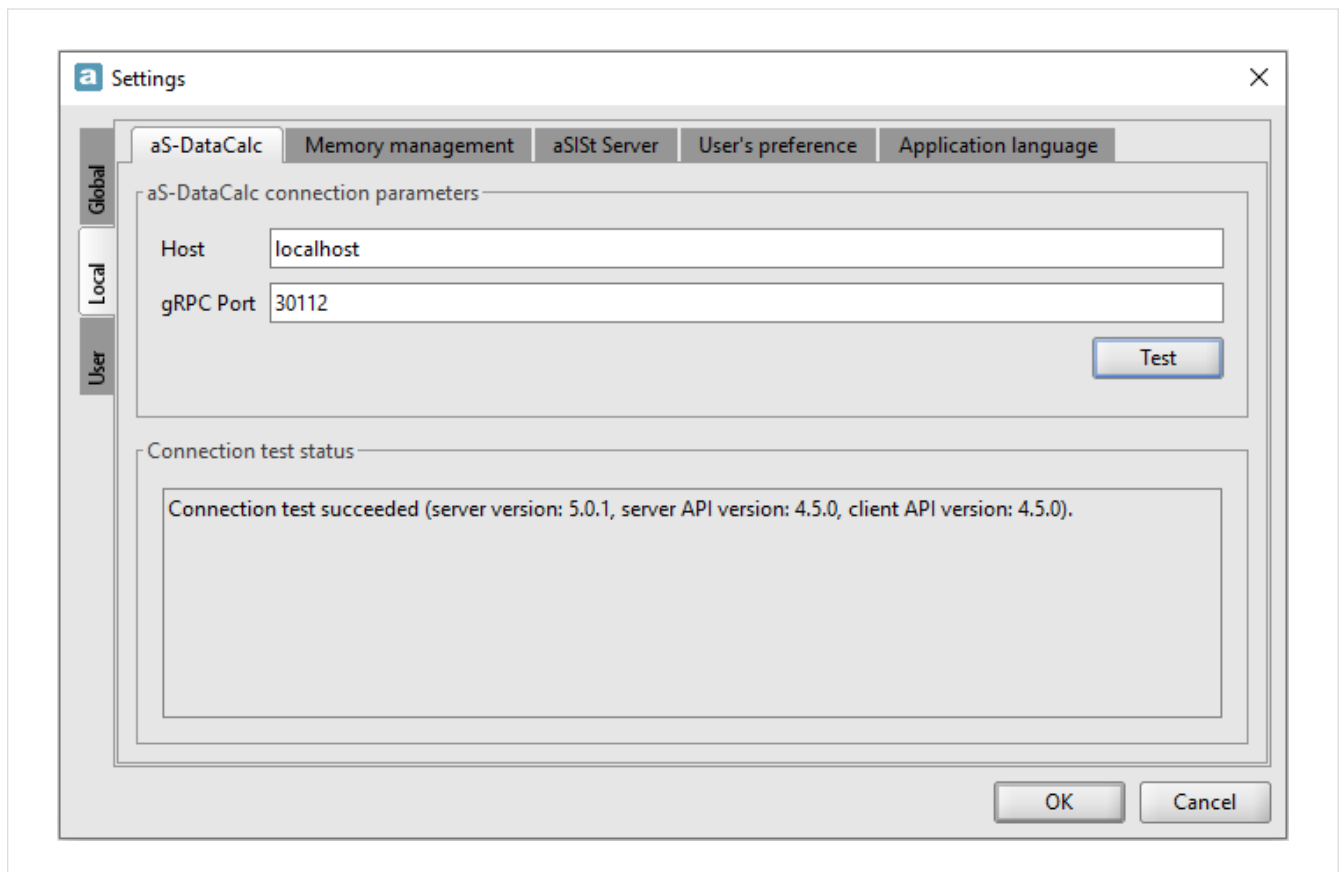 a Settings
aS-DataCalc Memory management aSISt Server User's preference Application language
Global
Local
User
aS-DataCalc connection parameters
Host localhost
gRPC Port 30112
Test
Connection test status
Connection test succeeded (server version: 5.0.1, server API version: 4.5.0, client API version: 4.5.0).
OK Cancel